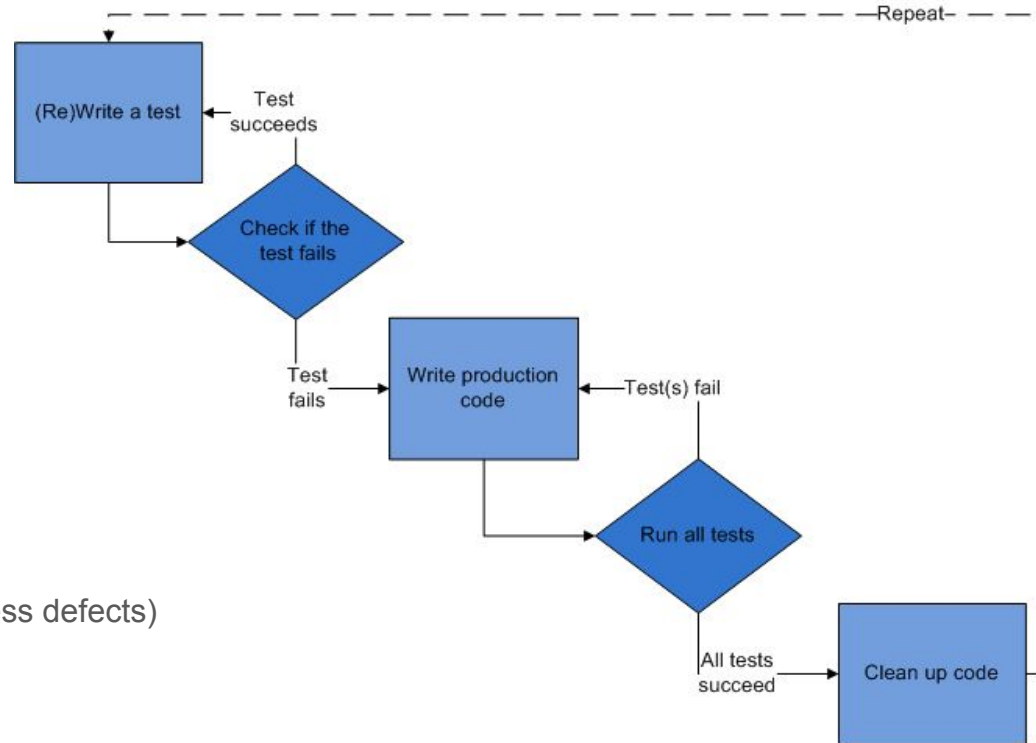 Repeat
(Re)Write a test
Test
succeeds
Check if the
test fails
Test
fails
Write production
code
Test(s) fail
Run all tests
ss defects)
All tests
succeed
Clean up code